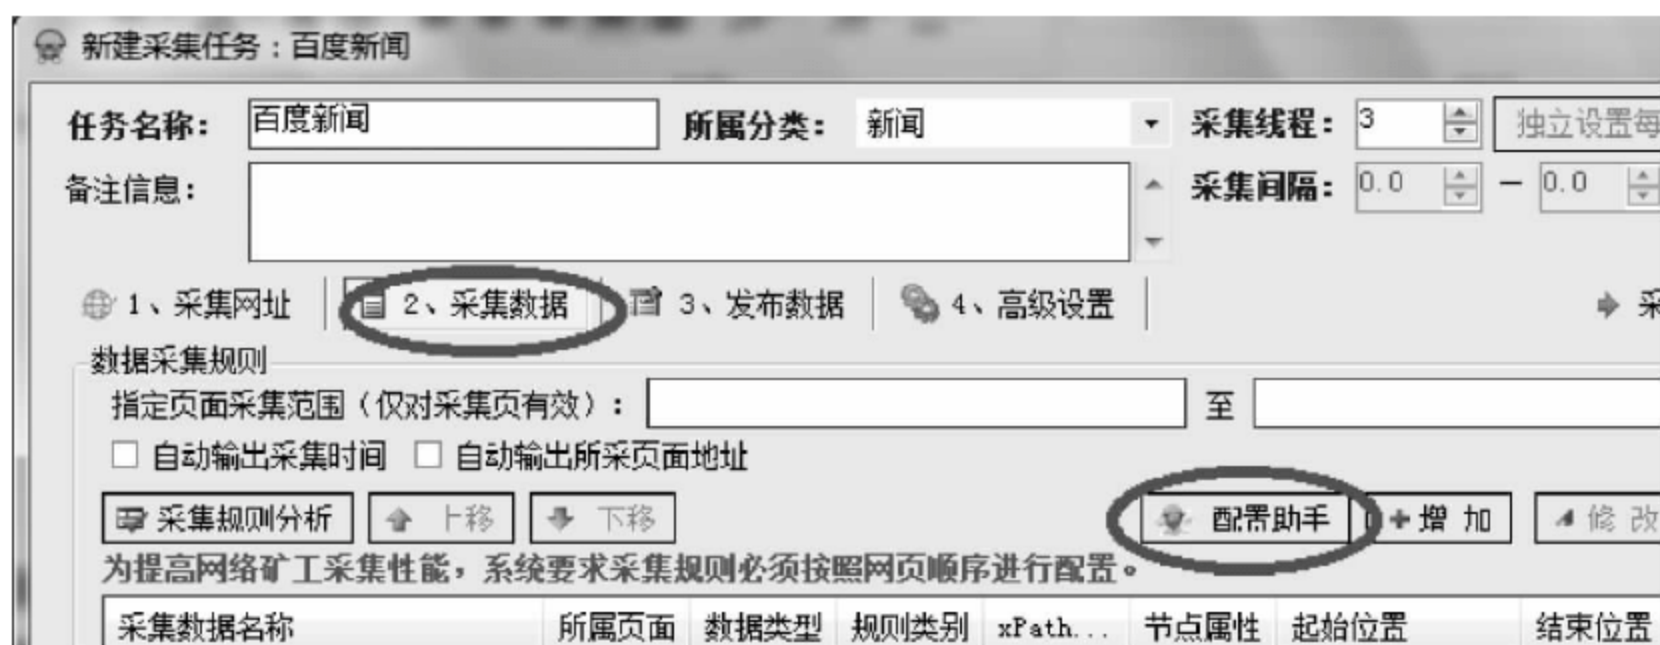 新建采集任务：百度新闻
任务名称： 百度新闻 所属分类： 新闻 采集线程： 3 独立设置每
备注信息： 采集间隔： 0.0 — 0.0
1、采集网址 2、采集数据 3、发布数据 4、高级设置 采
数据采集规则
指定页面采集范围（仅对采集页有效）： 至
自动输出采集时间 自动输出所采页面地址
采集规则分析 上移 下移 配置助手 增加 修改
为提高网络矿工采集性能，系统要求采集规则必须按照网页顺序进行配置。
采集数据名称 所属页面 数据类型 规则类别 xPath... 节点属性 起始位置 结束位置